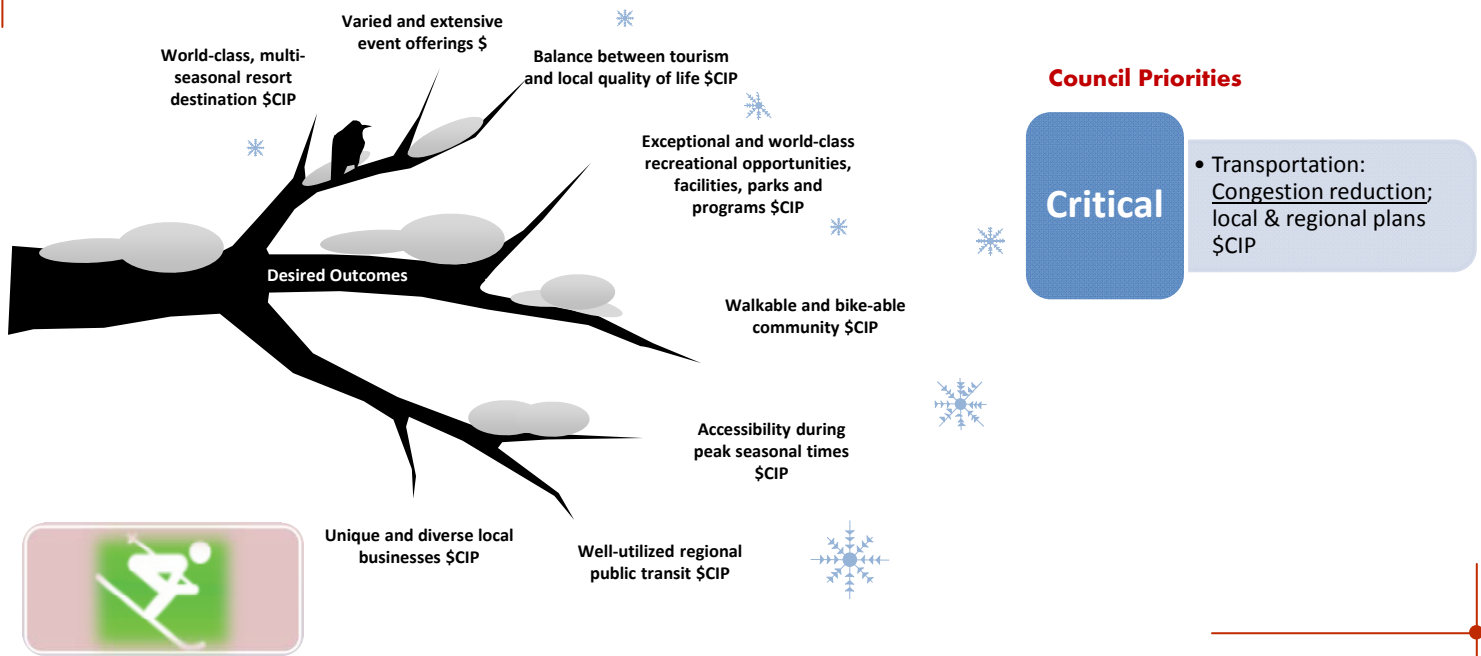 Varied and extensive
event offerings $
World-class, multi-
seasonal resort
destination $CIP
Balance between tourism
and local quality of life $CIP
Exceptional and world-class
recreational opportunities,
facilities, parks and
programs $CIP
Desired Outcomes
Walkable and bike-able
community $CIP
Accessibility during
peak seasonal times
$CIP
Unique and diverse local
businesses $CIP
Well-utilized regional
public transit $CIP
Council Priorities
Critical
• Transportation:
Congestion reduction;
local & regional plans
$CIP